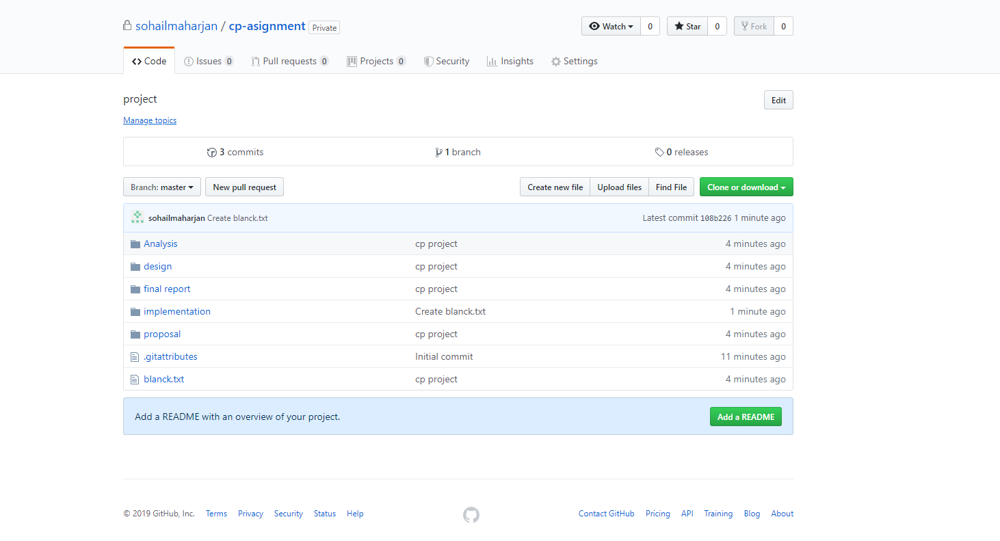 sohailmaharjan / cp-asignment Private Watch 0 Star 0 Fork 0
Code Issues 0 Pull requests 0 Projects 0 Security Insights Settings
project Edit
Manage topics
3 commits 1 branch 0 releases
Branch: master New pull request Create new file Upload files Find File Clone or download
sohailmaharjan Create blanck.txt Latest commit 108b226 1 minute ago
Analysis cp project 4 minutes ago
design cp project 4 minutes ago
final report cp project 4 minutes ago
implementation Create blanck.txt 1 minute ago
proposal cp project 4 minutes ago
.gitattributes Initial commit 11 minutes ago
blanck.txt cp project 4 minutes ago
Add a README with an overview of your project. Add a README
© 2019 GitHub, Inc. Terms Privacy Security Status Help Contact GitHub Pricing API Training Blog About